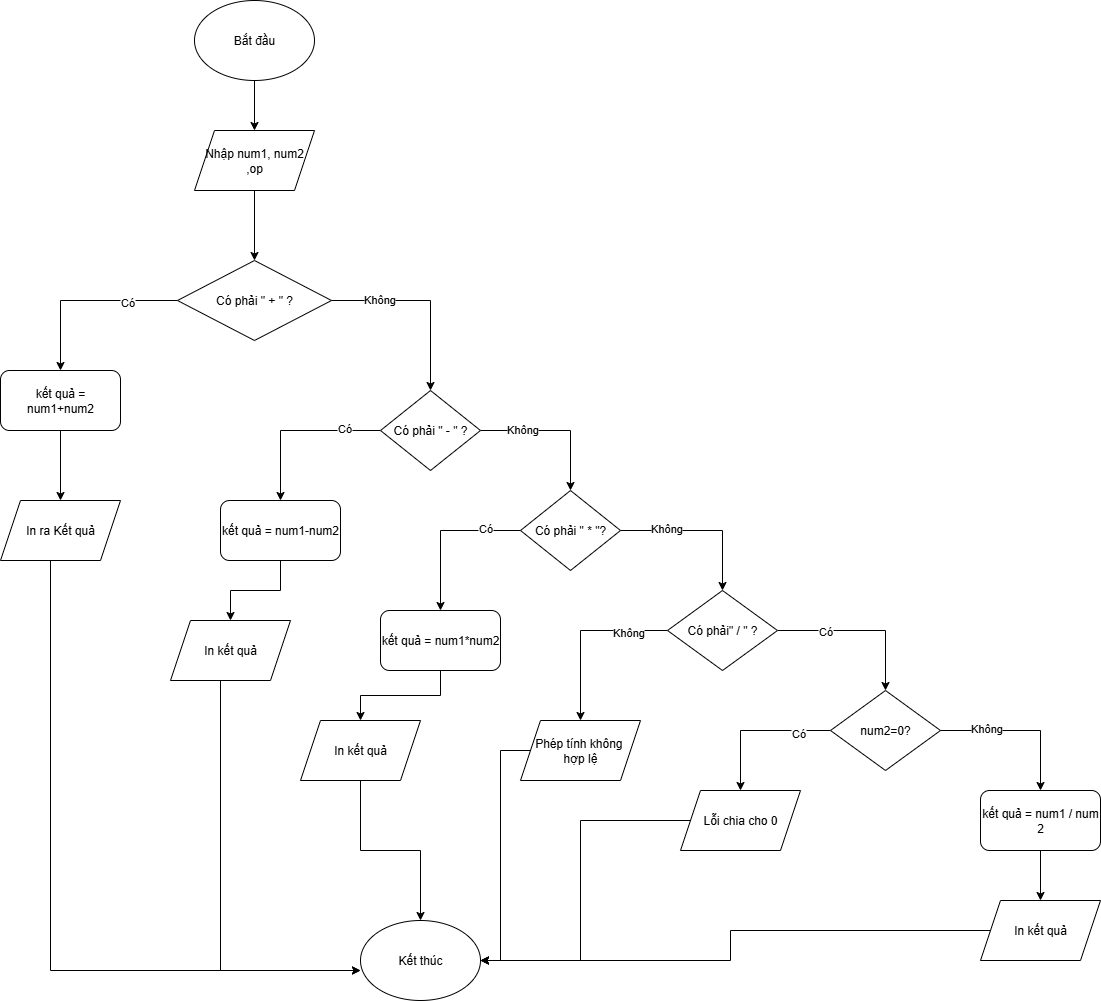 Bắt đầu
Nhập num1, num2
,op
Có phải " + " ?
Có
Không
kết quả =
num1+num2
In ra Kết quả
Có phải " - " ?
Có
Không
kết quả = num1-num2
In kết quả
Có phải " * "?
Có
Không
kết quả = num1*num2
In kết quả
Có phải" / " ?
Không
Có
Phép tính không
hợp lệ
num2=0?
Có
Không
Lỗi chia cho 0
kết quả = num1 / num
2
In kết quả
Kết thúc